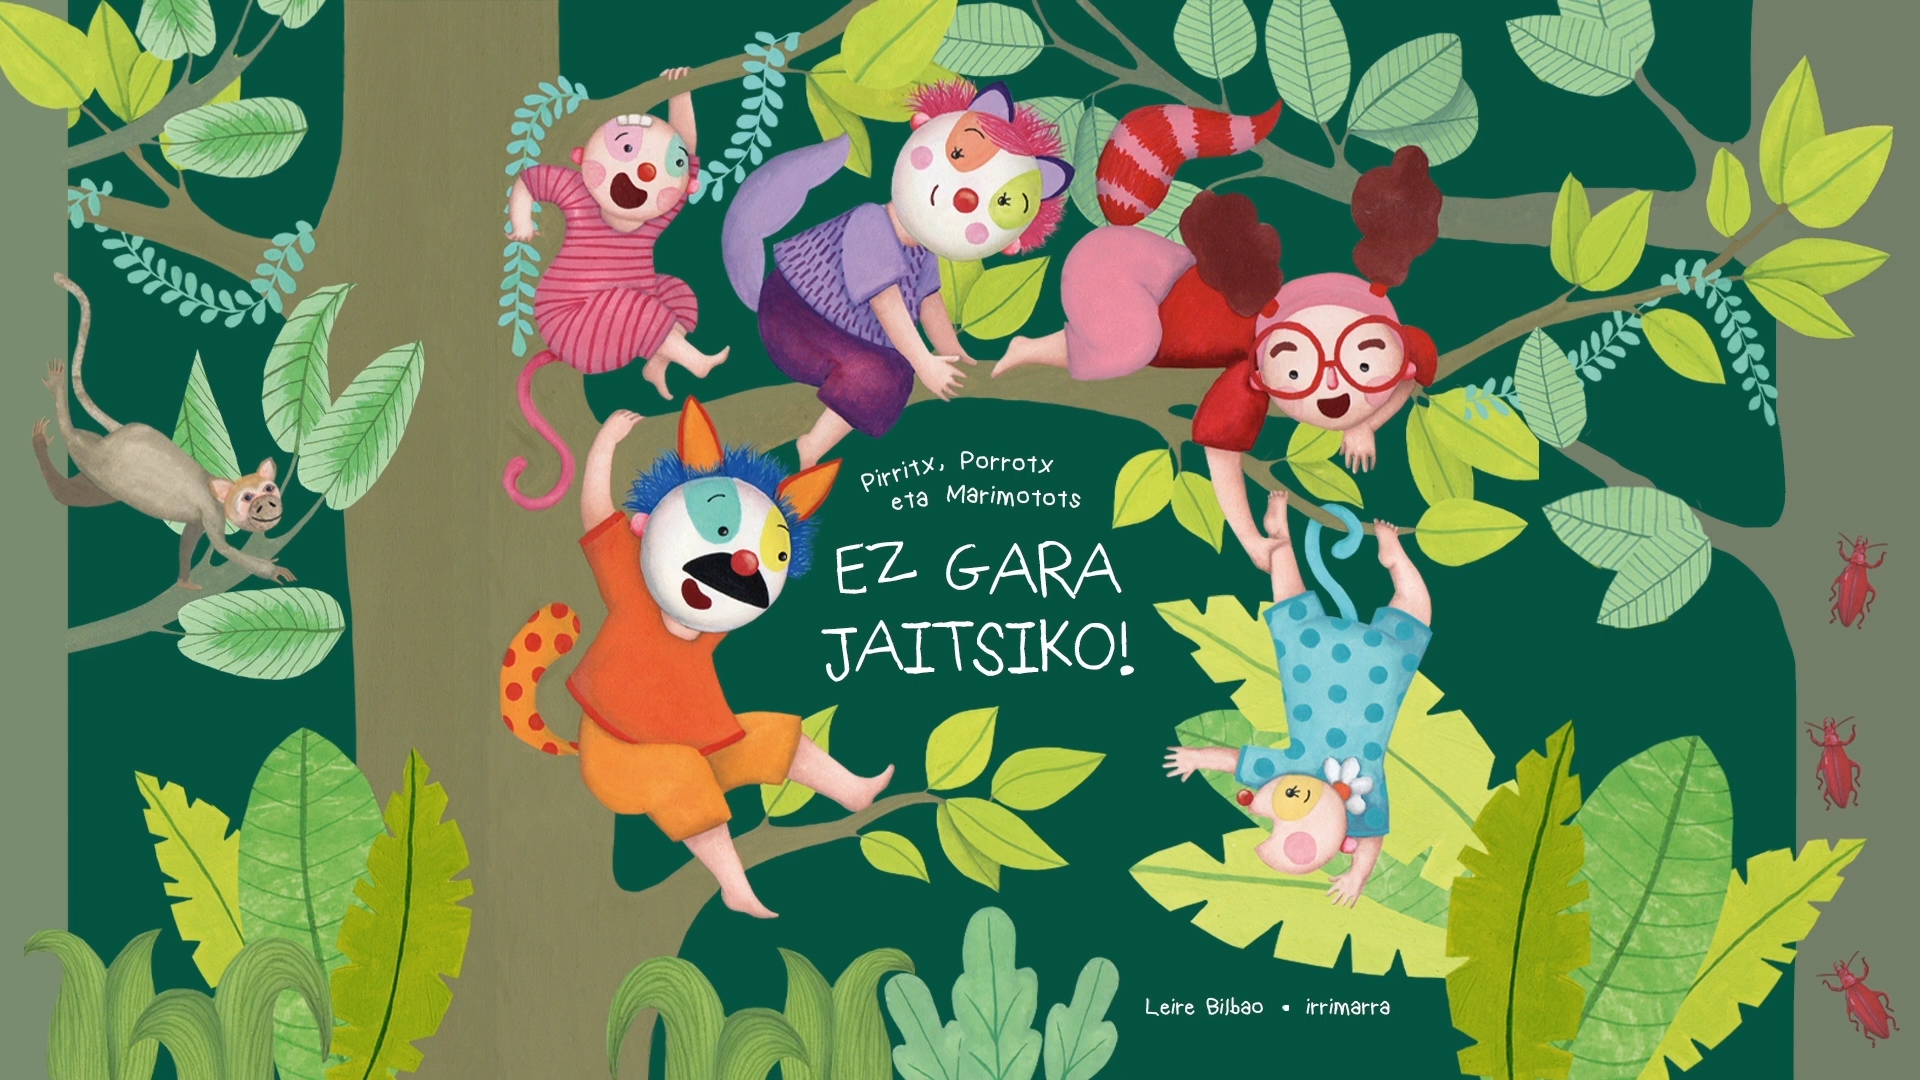 Pirritx, Porrotx
eta Marimotots
EZ GARA
JAITSIKO!
Leire Bilbao • irrimarra